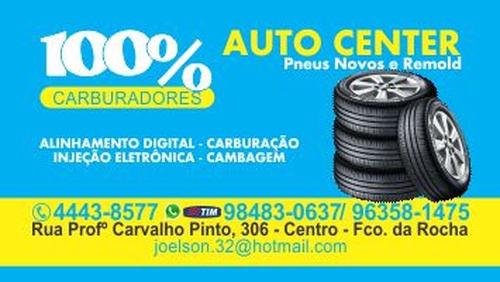 100%
CARBURADORES
AUTO CENTER
Pneus Novos e Remold
ALINHAMENTO DIGITAL - CARBURAÇÃO
INJEÇÃO ELETRÔNICA - CAMBAGEM
4443-8577 TIM 98483-0637/ 96358-1475
Rua Profº Carvalho Pinto, 306 - Centro - Fco. da Rocha
joelson.32@hotmail.com